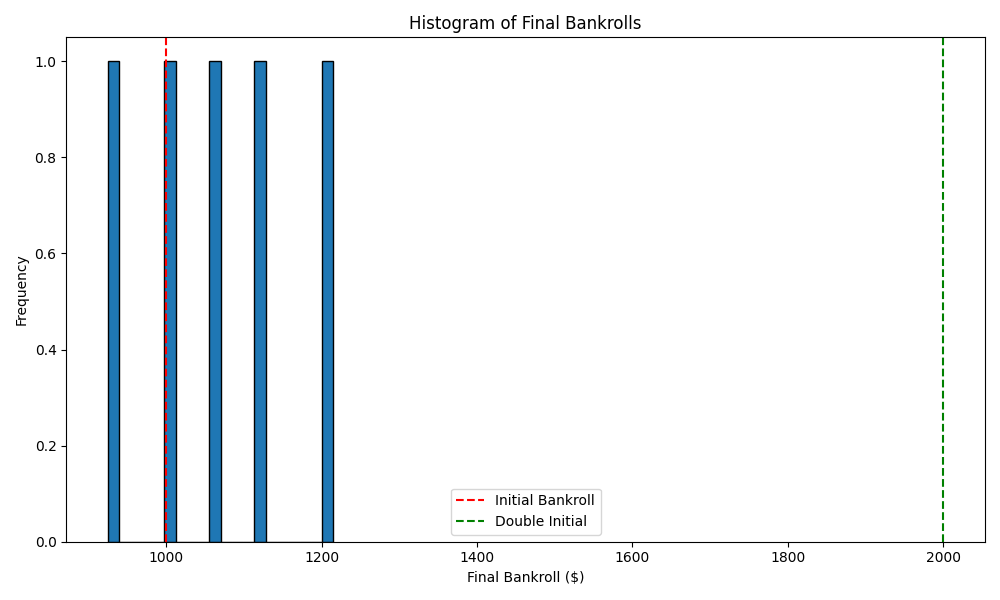 Histogram of Final Bankrolls
1.0
0.8
0.6
0.4
0.2
0.0
Frequency
Initial Bankroll
Double Initial
1000 1200 1400 1600 1800 2000
Final Bankroll ($)